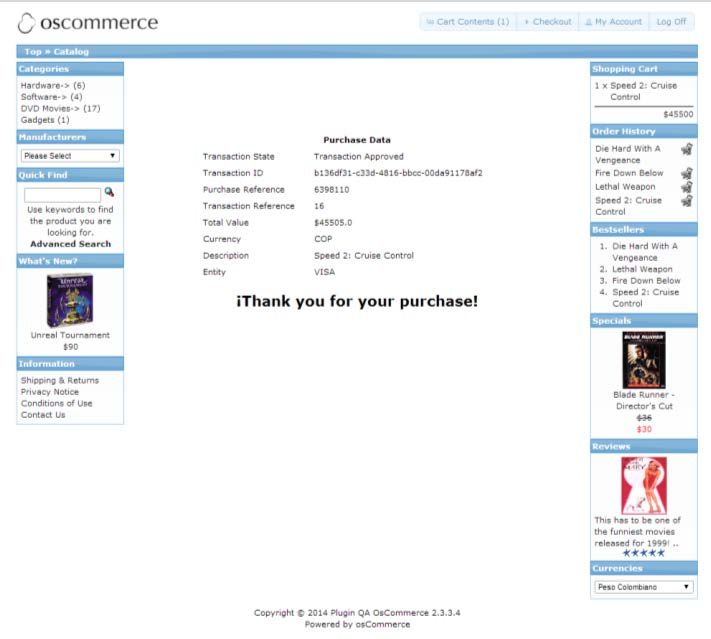 oscommerce
Cart Contents (1) Checkout My Account Log Off
Top » Catalog
Categories
Hardware-> (6)
Software-> (4)
DVD Movies-> (17)
Gadgets (1)
Manufacturers
Please Select
Quick Find
Use keywords to find
the product you are
looking for.
Advanced Search
What's New?
Unreal
Tournament
Unreal Tournament
$90
Information
Shipping & Returns
Privacy Notice
Conditions of Use
Contact Us
Purchase Data
Transaction State Transaction Approved
Transaction ID b136df31-c33d-4816-bbcc-00da91178af2
Purchase Reference 6398110
Transaction Reference 16
Total Value $45505.0
Currency COP
Description Speed 2: Cruise Control
Entity VISA
¡Thank you for your purchase!
Shopping Cart
1 x Speed 2: Cruise
Control
$45500
Order History
Die Hard With A
Vengeance
Fire Down Below
Lethal Weapon
Speed 2: Cruise
Control
Bestsellers
1. Die Hard With A
Vengeance
2. Lethal Weapon
3. Fire Down Below
4. Speed 2: Cruise
Control
Specials
BLADE RUNNER
Blade Runner -
Director's Cut
$36
$30
Reviews
MARY
This has to be one of
the funniest movies
released for 1999! ..
Currencies
Peso Colombiano
Copyright © 2014 Plugin QA OsCommerce 2.3.3.4
Powered by osCommerce